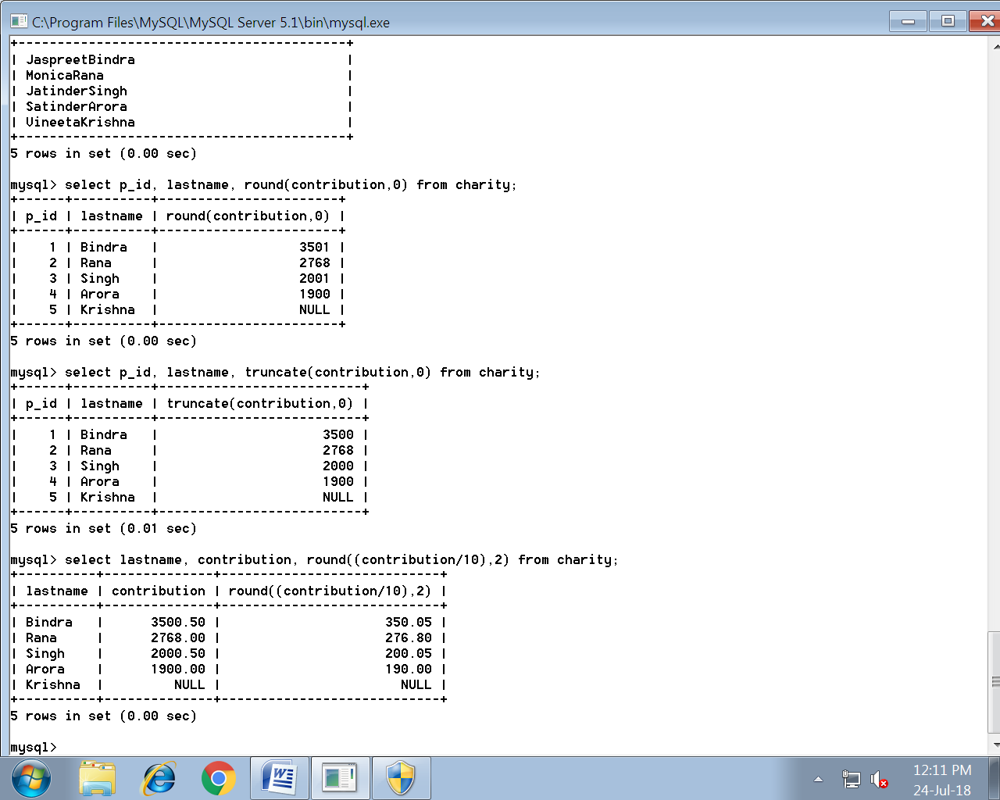 C:\Program Files\MySQL\MySQL Server 5.1\bin\mysql.exe
+------------------------------------------+
| JaspreetBindra                           |
| MonicaRana                               |
| JatinderSingh                            |
| SatinderArora                            |
| VineetaKrishna                           |
+------------------------------------------+
5 rows in set (0.00 sec)
mysql> select p_id, lastname, round(contribution,0) from charity;
+------+----------+-----------------------+
| p_id | lastname | round(contribution,0) |
+------+----------+-----------------------+
|    1 | Bindra   |                  3501 |
|    2 | Rana     |                  2768 |
|    3 | Singh    |                  2001 |
|    4 | Arora    |                  1900 |
|    5 | Krishna  |                  NULL |
+------+----------+-----------------------+
5 rows in set (0.00 sec)
mysql> select p_id, lastname, truncate(contribution,0) from charity;
+------+----------+--------------------------+
| p_id | lastname | truncate(contribution,0) |
+------+----------+--------------------------+
|    1 | Bindra   |                     3500 |
|    2 | Rana     |                     2768 |
|    3 | Singh    |                     2000 |
|    4 | Arora    |                     1900 |
|    5 | Krishna  |                     NULL |
+------+----------+--------------------------+
5 rows in set (0.01 sec)
mysql> select lastname, contribution, round((contribution/10),2) from charity;
+----------+--------------+----------------------------+
| lastname | contribution | round((contribution/10),2) |
+----------+--------------+----------------------------+
| Bindra   |      3500.50 |                     350.05 |
| Rana     |      2768.00 |                     276.80 |
| Singh    |      2000.50 |                     200.05 |
| Arora    |      1900.00 |                     190.00 |
| Krishna  |         NULL |                       NULL |
+----------+--------------+----------------------------+
5 rows in set (0.00 sec)
mysql>
12:11 PM
24-Jul-18